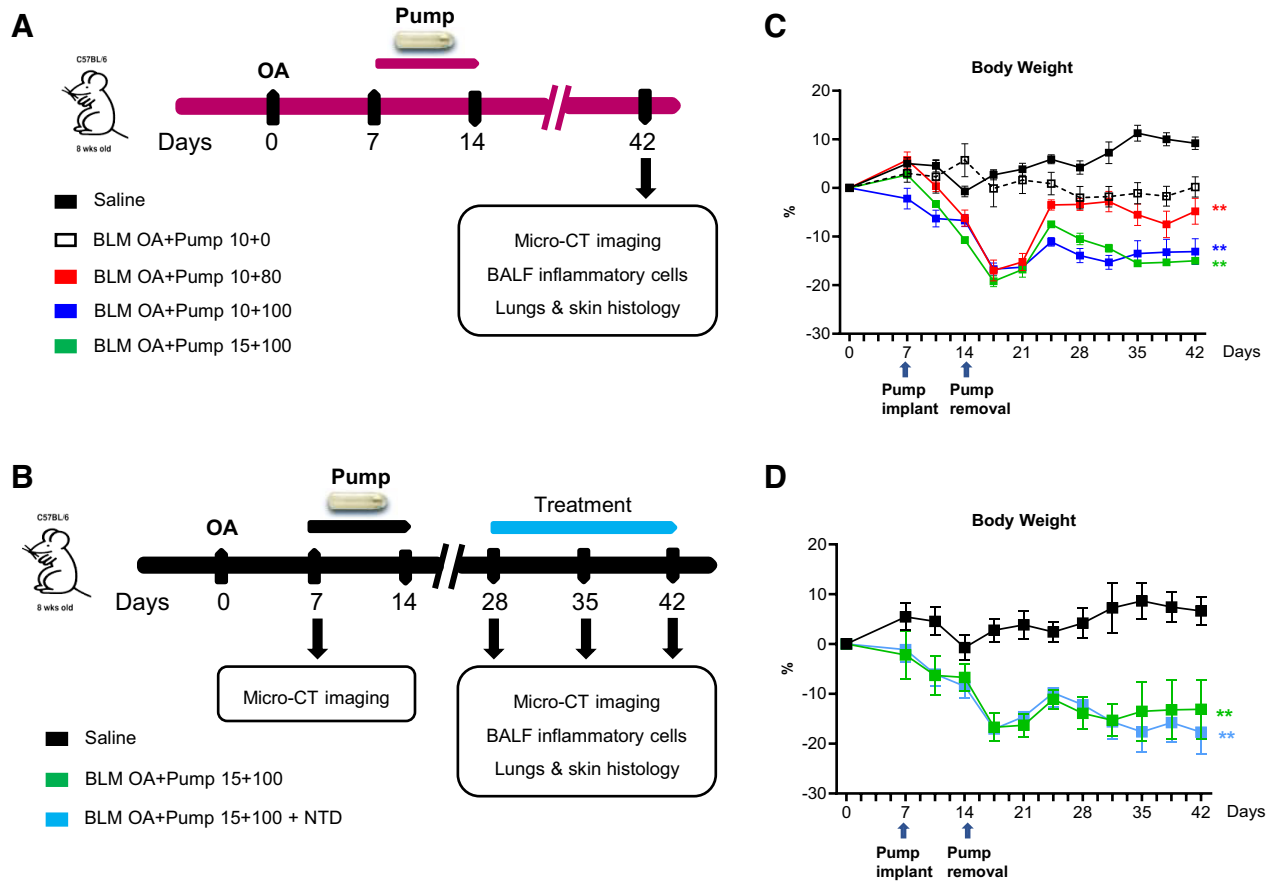 A
Pump
C57BL/6
8 wks old
OA
Days 0 7 14 42
Saline
BLM OA+Pump 10+0
BLM OA+Pump 10+80
BLM OA+Pump 10+100
BLM OA+Pump 15+100
Micro-CT imaging
BALF inflammatory cells
Lungs & skin histology
C
Body Weight
%
20
10
0
-10
-20
-30
**
**
**
0 7 14 21 28 35 42 Days
Pump implant
Pump removal
B
Pump
Treatment
C57BL/6
8 wks old
OA
Days 0 7 14 28 35 42
Micro-CT imaging
Micro-CT imaging
BALF inflammatory cells
Lungs & skin histology
Saline
BLM OA+Pump 15+100
BLM OA+Pump 15+100 + NTD
D
Body Weight
%
20
10
0
-10
-20
-30
**
**
0 7 14 21 28 35 42 Days
Pump implant
Pump removal